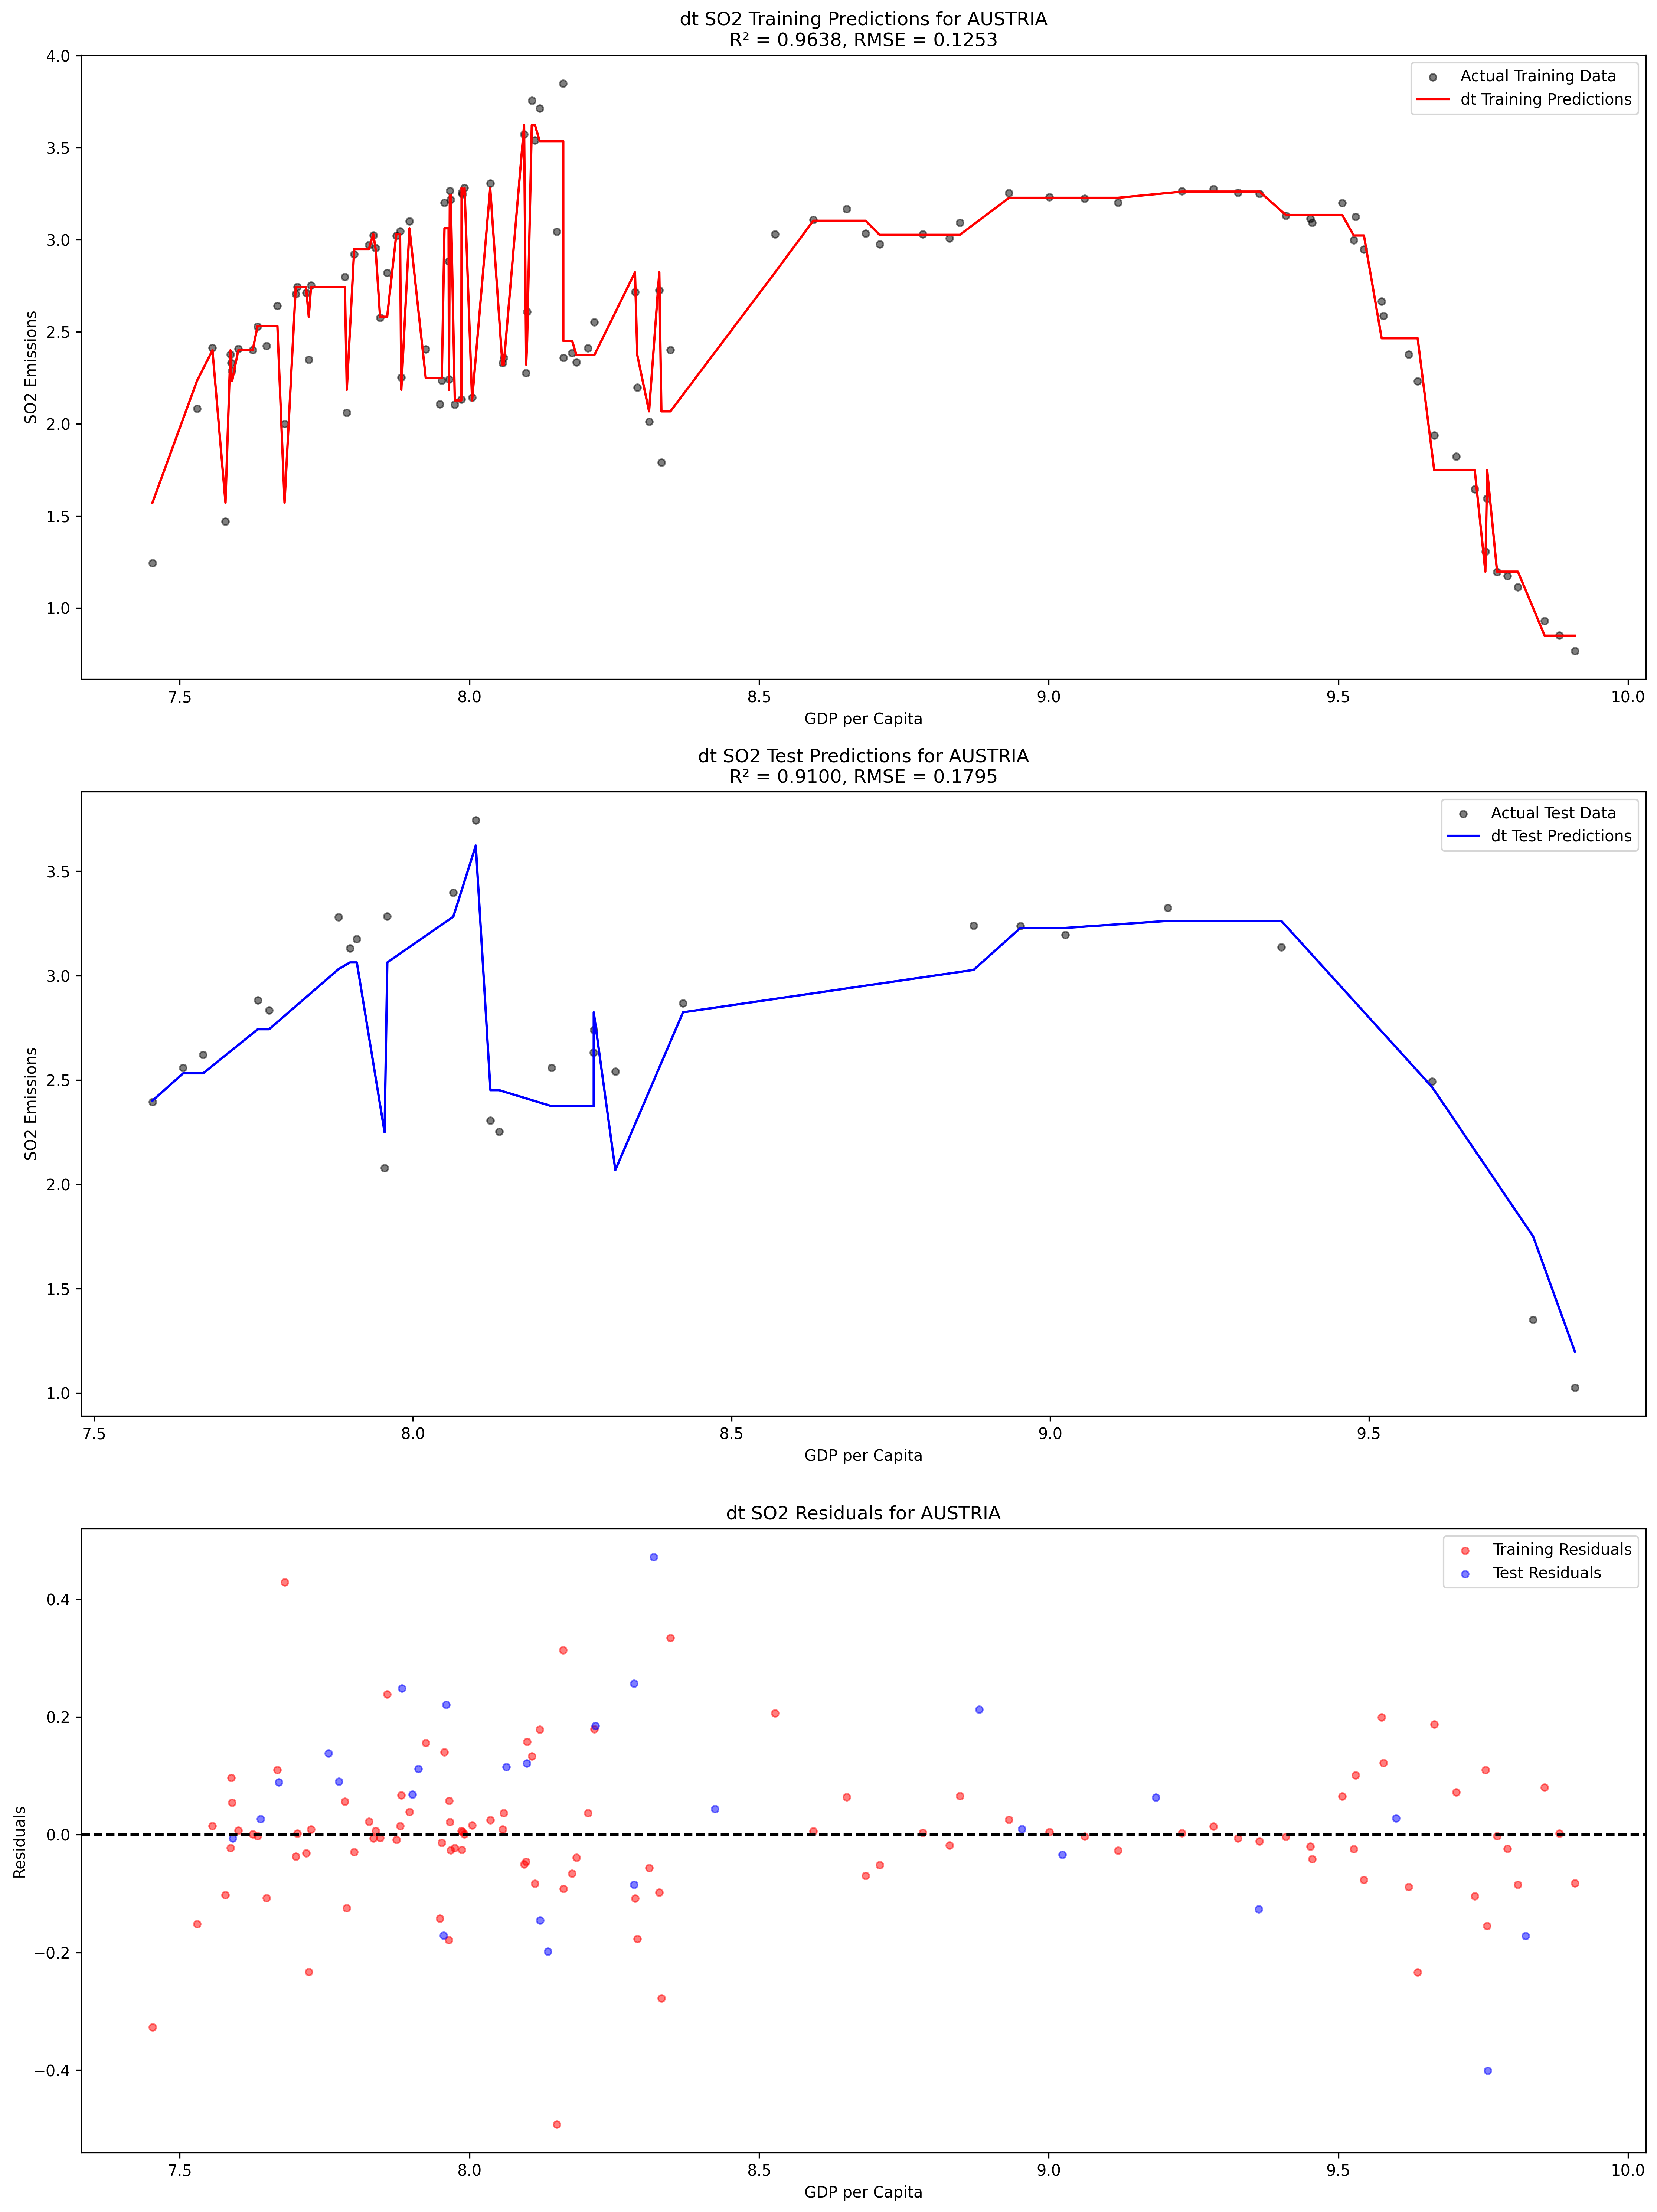 dt SO2 Training Predictions for AUSTRIA
R² = 0.9638, RMSE = 0.1253
Actual Training Data
dt Training Predictions
4.0
3.5
3.0
2.5
2.0
1.5
1.0
SO2 Emissions
7.5
8.0
8.5
9.0
9.5
10.0
GDP per Capita
dt SO2 Test Predictions for AUSTRIA
R² = 0.9100, RMSE = 0.1795
Actual Test Data
dt Test Predictions
3.5
3.0
2.5
2.0
1.5
1.0
SO2 Emissions
7.5
8.0
8.5
9.0
9.5
GDP per Capita
dt SO2 Residuals for AUSTRIA
Training Residuals
Test Residuals
0.4
0.2
0.0
−0.2
−0.4
Residuals
7.5
8.0
8.5
9.0
9.5
10.0
GDP per Capita